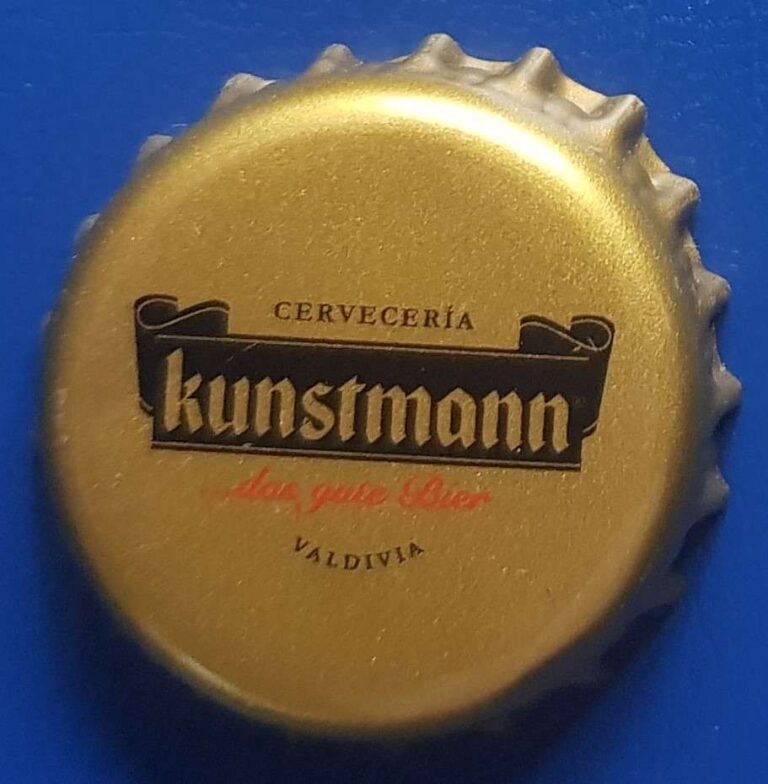 CERVECERÍA
kunstmann®
...das gute Bier
VALDIVIA